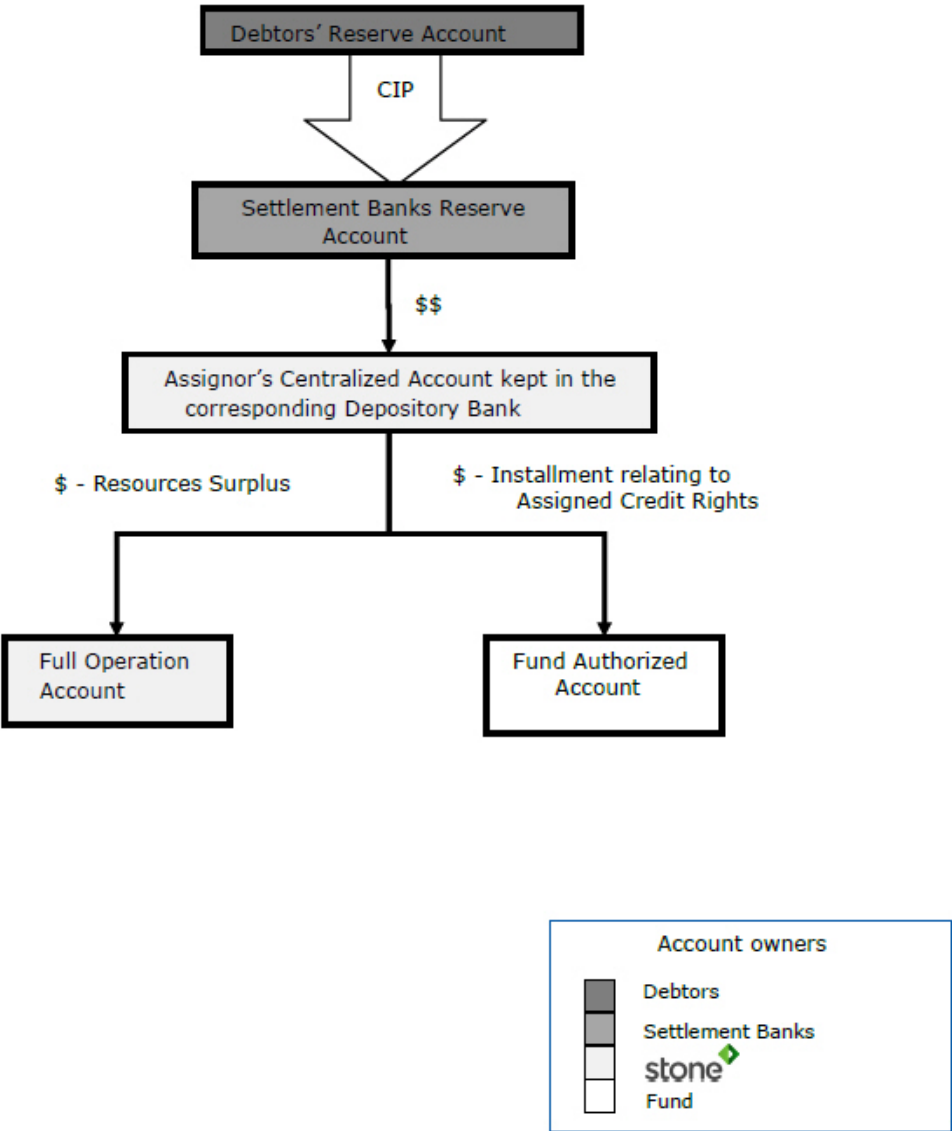 Debtors’ Reserve Account
CIP
Settlement Banks Reserve
Account
$$
Assignor’s Centralized Account kept in the
corresponding Depository Bank
$ - Resources Surplus
$ - Installment relating to
Assigned Credit Rights
Full Operation
Account
Fund Authorized
Account
Account owners
Debtors
Settlement Banks
stone
Fund